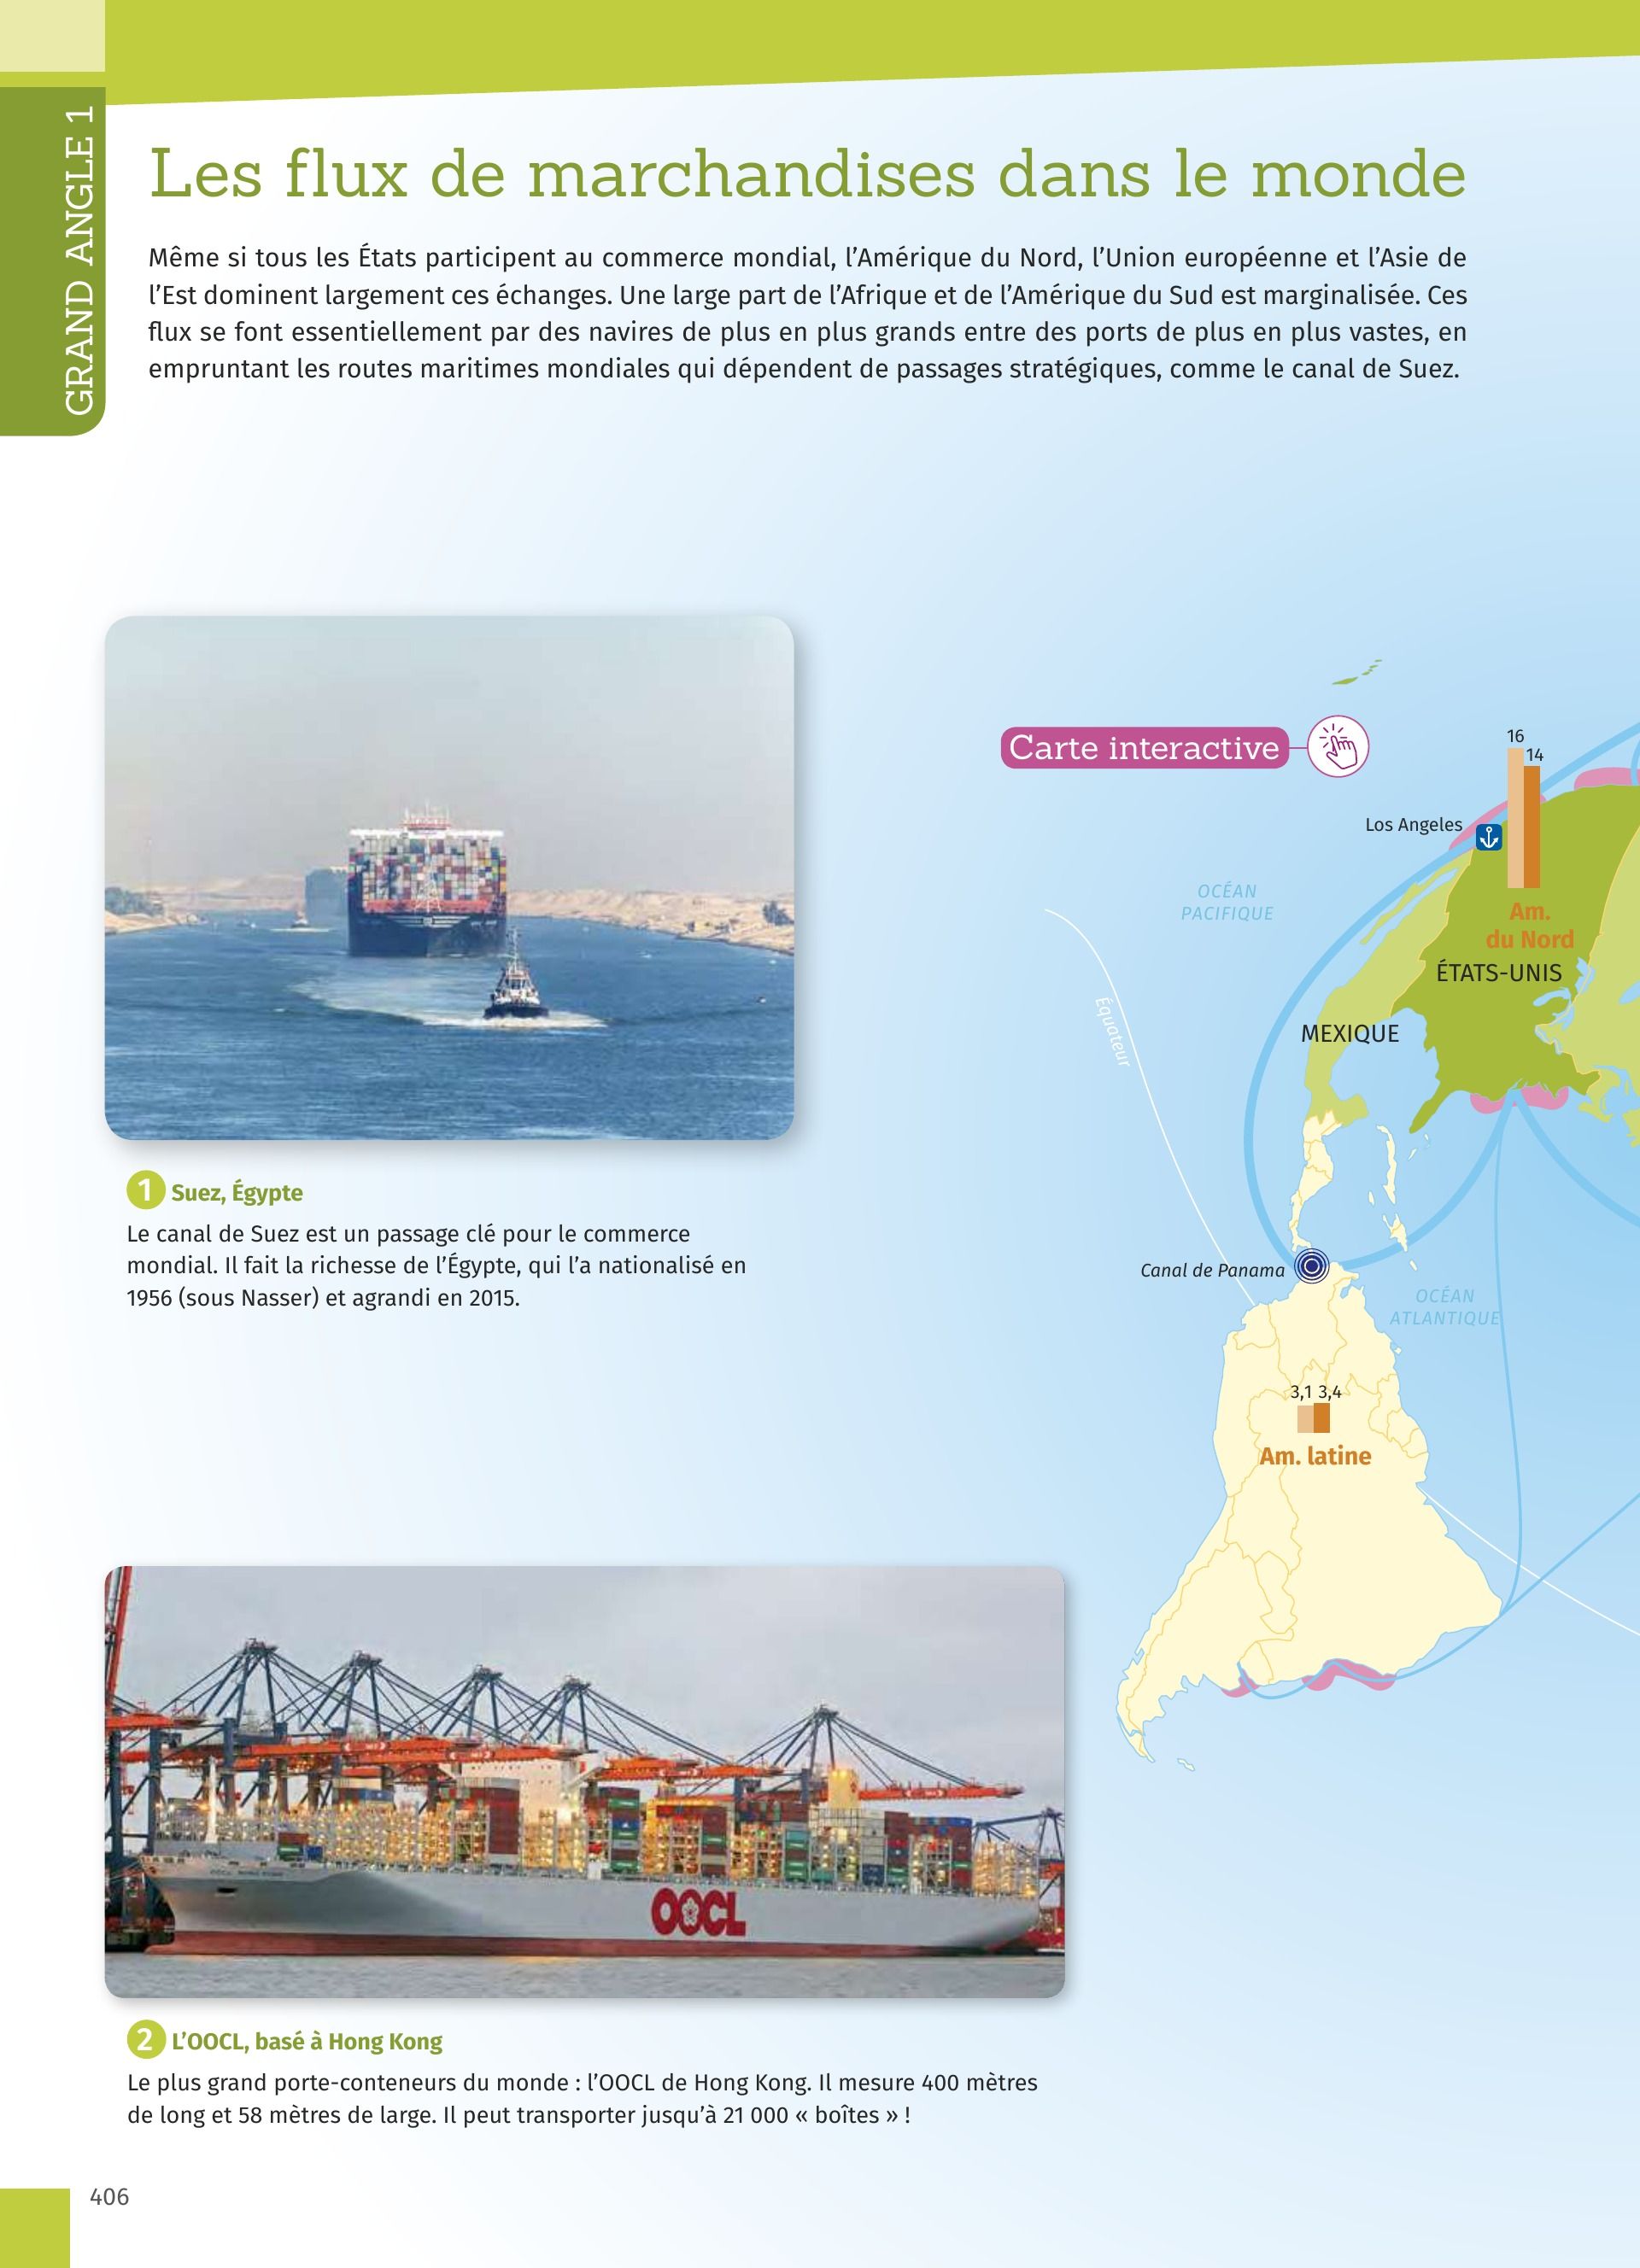 GRAND ANGLE 1
Les flux de marchandises dans le monde
Même si tous les États participent au commerce mondial, l'Amérique du Nord, l'Union européenne et l'Asie de
l'Est dominent largement ces échanges. Une large part de l'Afrique et de l'Amérique du Sud est marginalisée. Ces
flux se font essentiellement par des navires de plus en plus grands entre des ports de plus en plus vastes, en
empruntant les routes maritimes mondiales qui dépendent de passages stratégiques, comme le canal de Suez.
1 Suez, Égypte
Le canal de Suez est un passage clé pour le commerce
mondial. Il fait la richesse de l'Égypte, qui l'a nationalisé en
1956 (sous Nasser) et agrandi en 2015.
Carte interactive
16
14
Los Angeles
OCÉAN
PACIFIQUE
Am.
du Nord
ÉTATS-UNIS
Équateur
MEXIQUE
Canal de Panama
OCÉAN
ATLANTIQUE
3,1 3,4
Am. latine
OOCL
2 L'OOCL, basé à Hong Kong
Le plus grand porte-conteneurs du monde : l'OOCL de Hong Kong. Il mesure 400 mètres
de long et 58 mètres de large. Il peut transporter jusqu'à 21 000 « boîtes » !
406